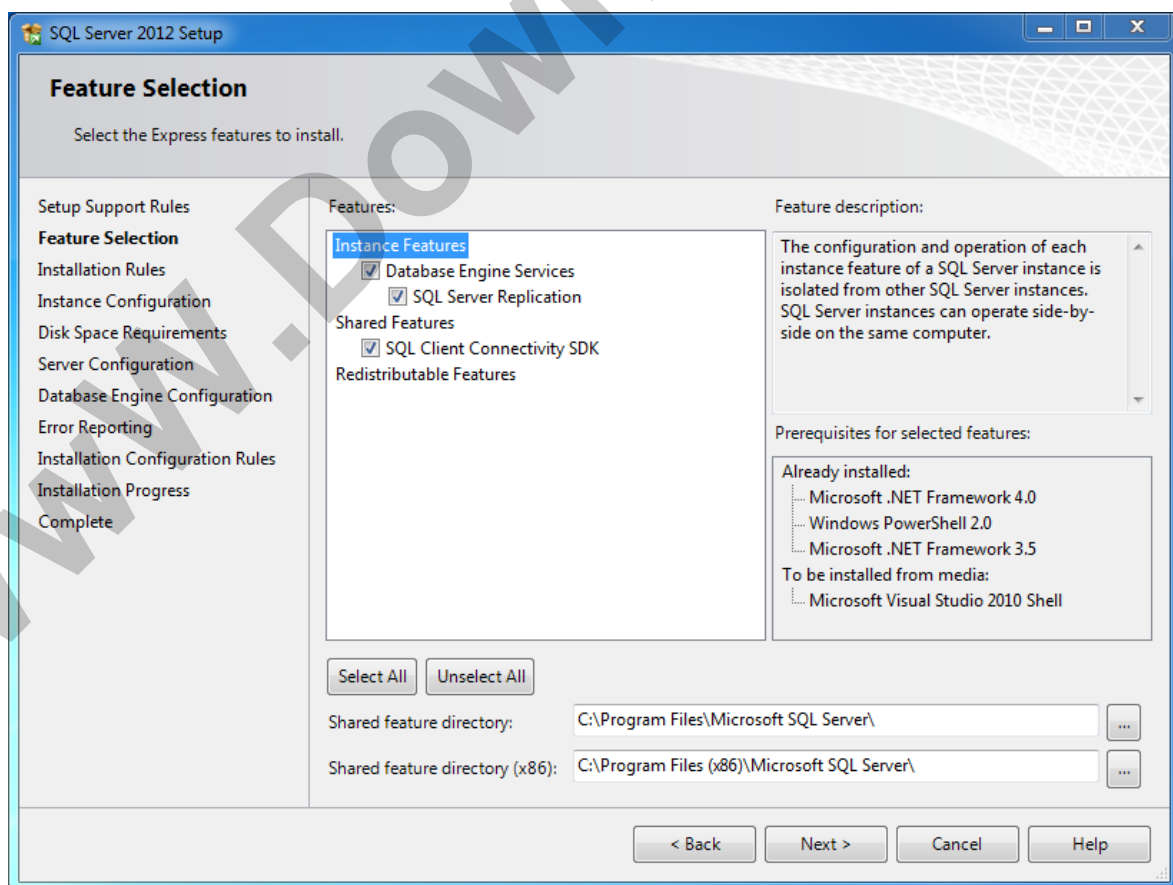 SQL Server 2012 Setup
Feature Selection
Select the Express features to install.
Setup Support Rules
Feature Selection
Installation Rules
Instance Configuration
Disk Space Requirements
Server Configuration
Database Engine Configuration
Error Reporting
Installation Configuration Rules
Installation Progress
Complete
Features:
Instance Features
Database Engine Services
SQL Server Replication
Shared Features
SQL Client Connectivity SDK
Redistributable Features
Feature description:
The configuration and operation of each
instance feature of a SQL Server instance is
isolated from other SQL Server instances.
SQL Server instances can operate side-by-
side on the same computer.
Prerequisites for selected features:
Already installed:
Microsoft .NET Framework 4.0
Windows PowerShell 2.0
Microsoft .NET Framework 3.5
To be installed from media:
Microsoft Visual Studio 2010 Shell
Select All
Unselect All
Shared feature directory:
C:\Program Files\Microsoft SQL Server\
...
Shared feature directory (x86):
C:\Program Files (x86)\Microsoft SQL Server\
...
< Back
Next >
Cancel
Help